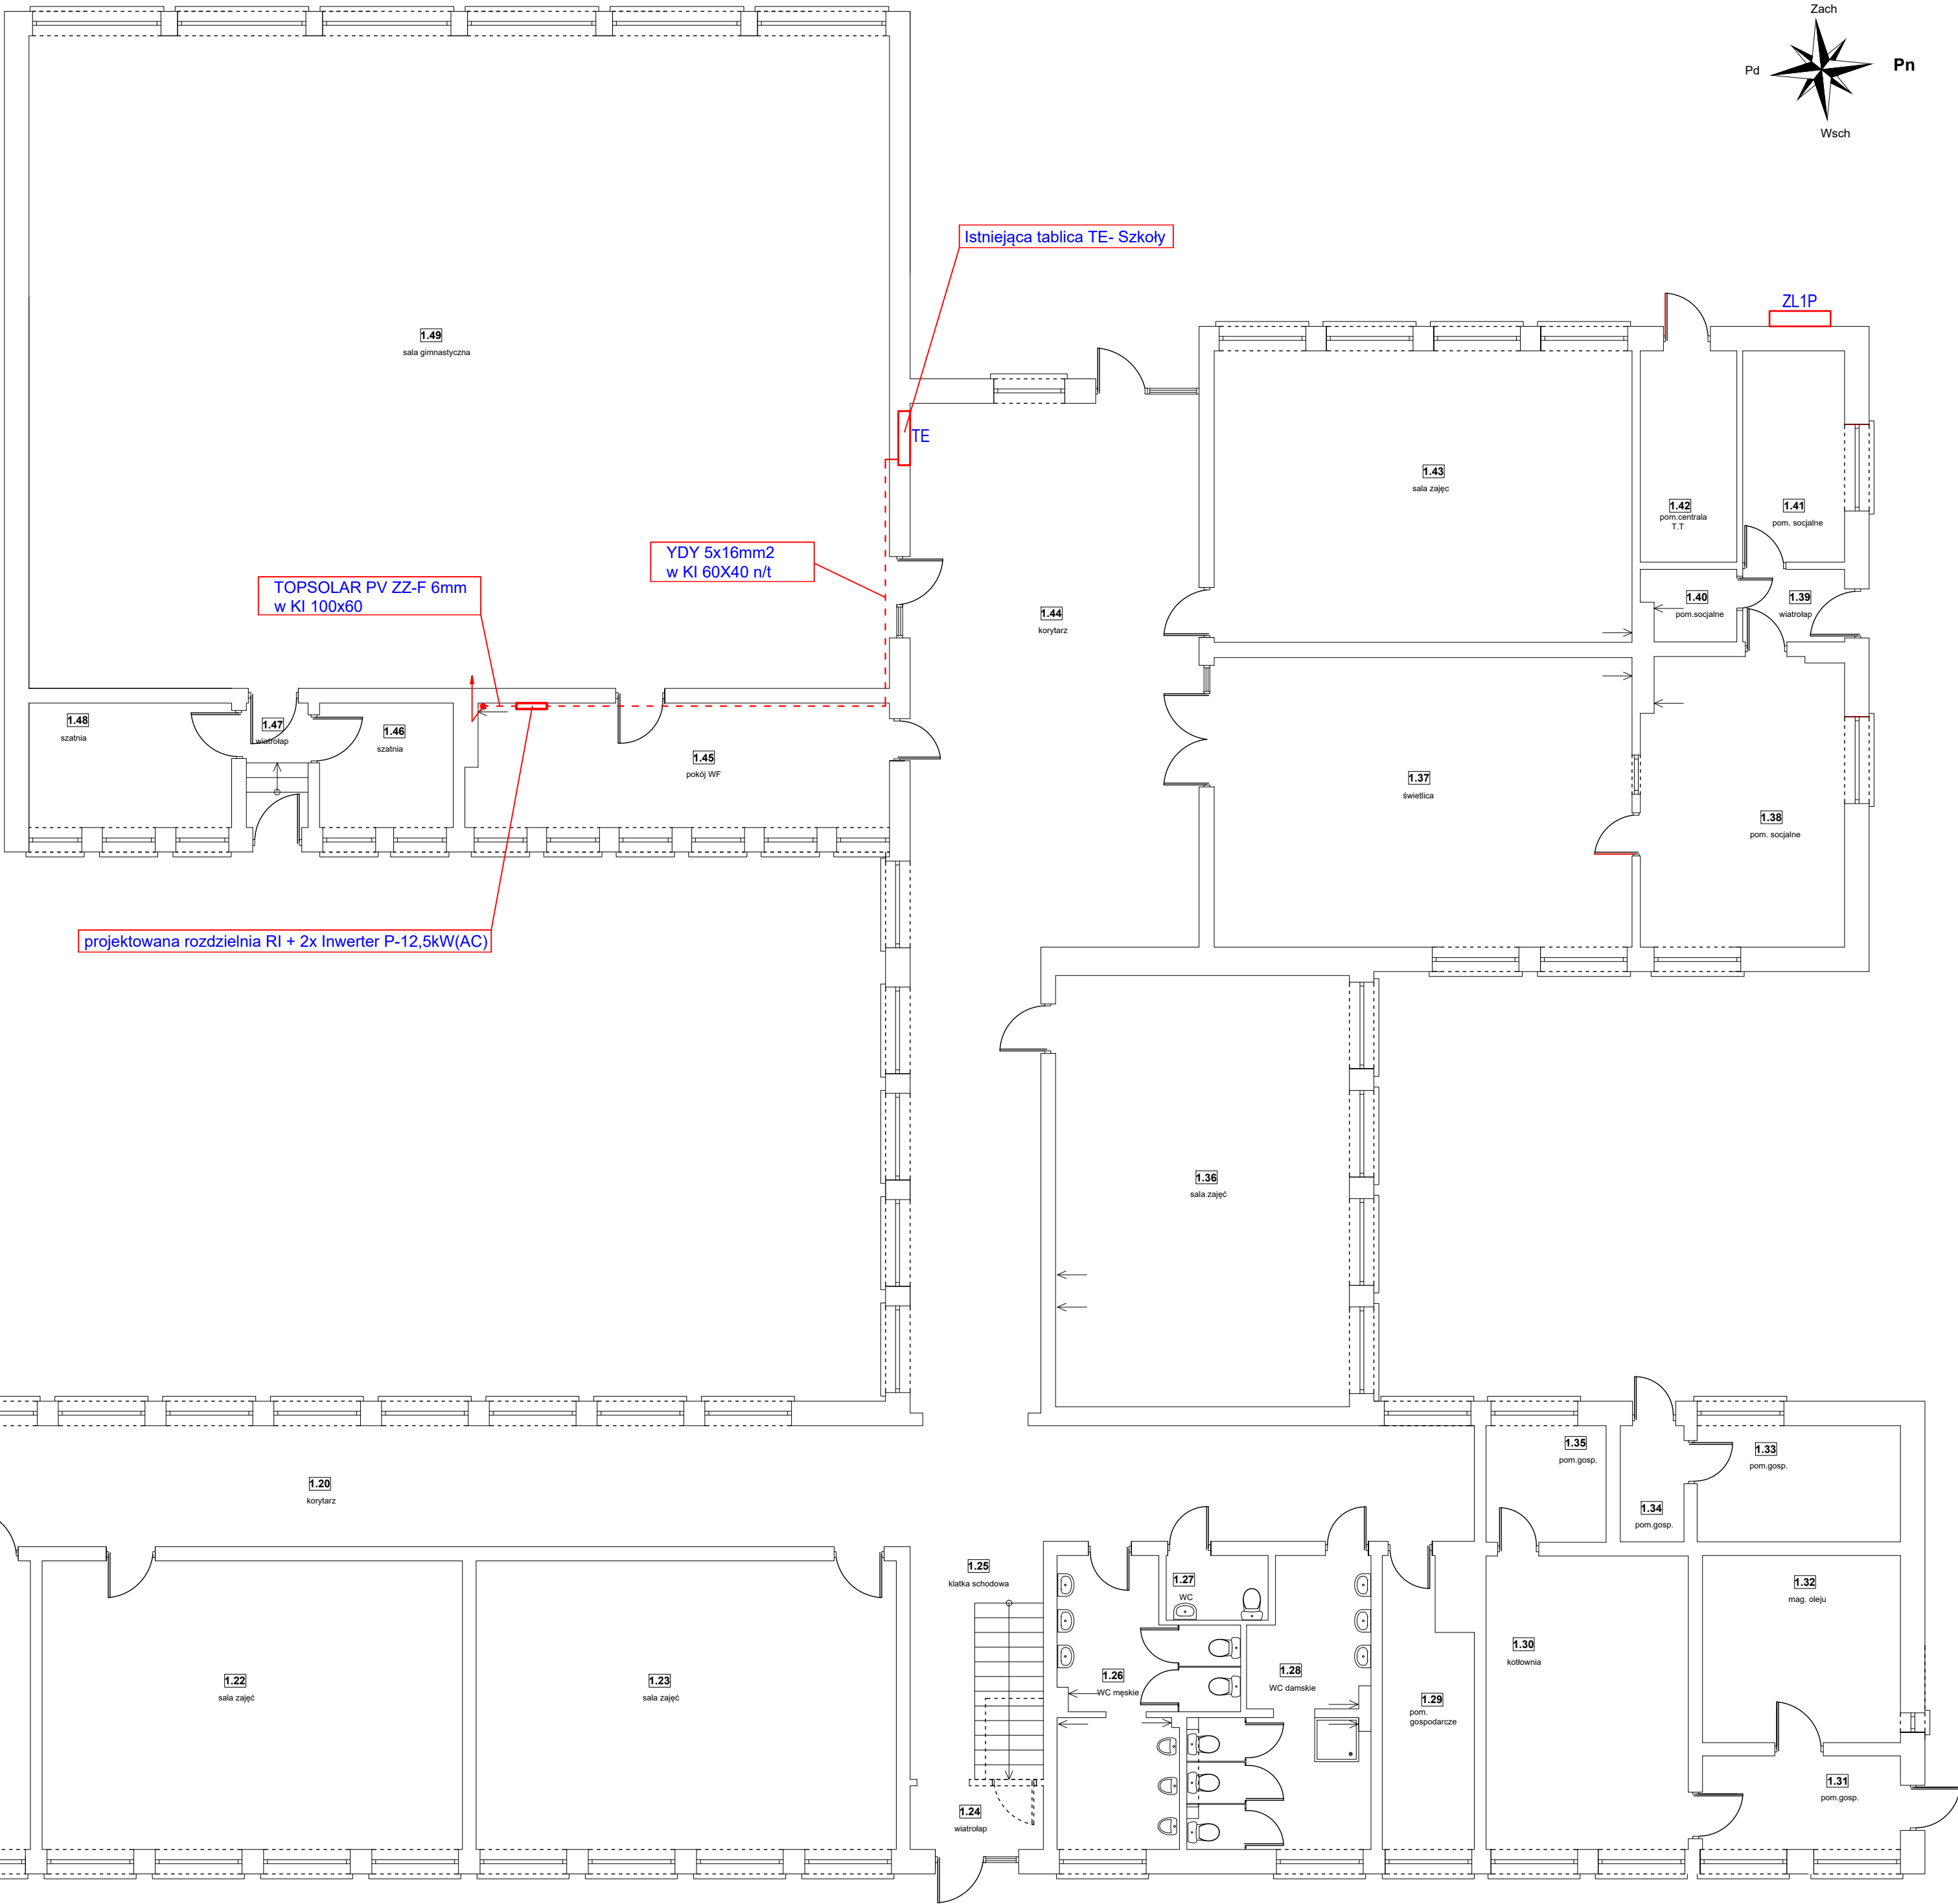 Zach
Pd
Pn
Wsch
Istniejąca tablica TE- Szkoły
ZL1P
1.49
sala gimnastyczna
TE
1.43
sala zajęc
1.42
pom.centrala
T.T
1.41
pom. socjalne
YDY 5x16mm2
w KI 60X40 n/t
TOPSOLAR PV ZZ-F 6mm
w KI 100x60
1.44
korytarz
1.40
pom.socjalne
1.39
wiatrołap
1.48
szatnia
1.47
wiatrołap
1.46
szatnia
1.45
pokój WF
1.37
świetlica
1.38
pom. socjalne
projektowana rozdzielnia RI + 2x Inwerter P-12,5kW(AC)
1.36
sala zajęć
1.35
pom.gosp.
1.33
pom.gosp.
1.20
korytarz
1.34
pom.gosp.
1.25
klatka schodowa
1.27
WC
1.32
mag. oleju
1.30
kotłownia
1.22
sala zajęć
1.23
sala zajęć
1.26
WC męskie
1.28
WC damskie
1.29
pom.
gospodarcze
1.31
pom.gosp.
1.24
wiatrołap